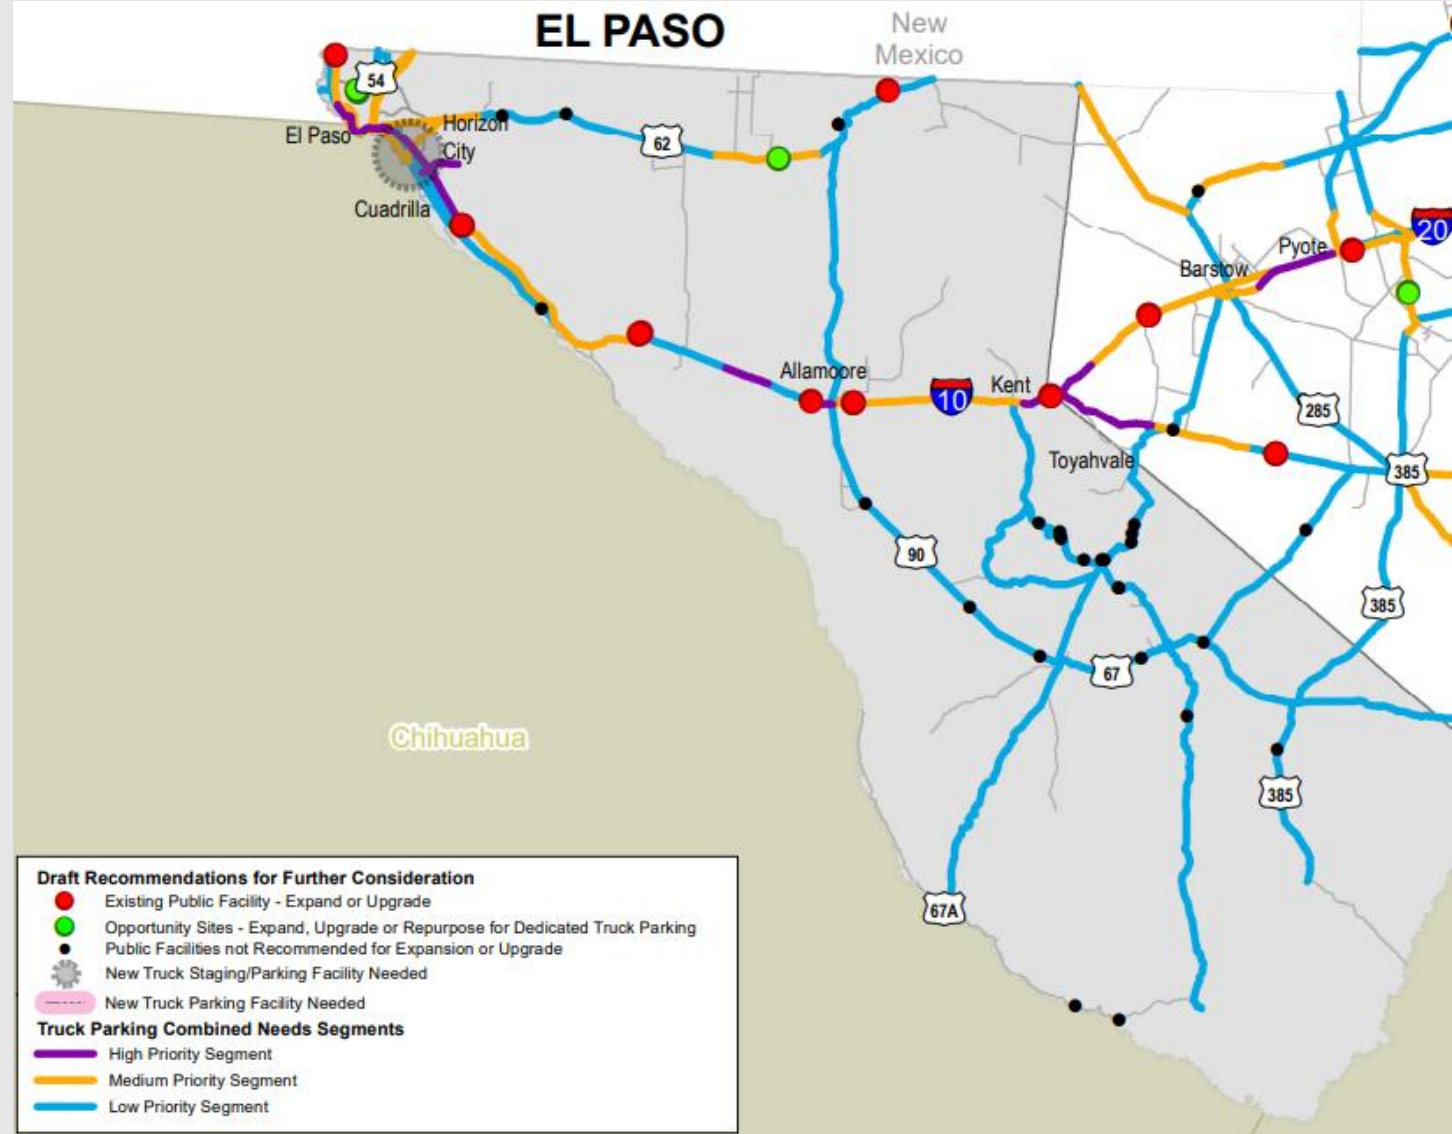 EL PASO
New
Mexico
54
El Paso
Horizon
City
62
Cuadrilla
20
Pyote
Barstow
Allamoore
10
Kent
285
Toyahvale
385
90
385
67
Chihuahua
385
67A
Draft Recommendations for Further Consideration
Existing Public Facility - Expand or Upgrade
Opportunity Sites - Expand, Upgrade or Repurpose for Dedicated Truck Parking
Public Facilities not Recommended for Expansion or Upgrade
New Truck Staging/Parking Facility Needed
New Truck Parking Facility Needed
Truck Parking Combined Needs Segments
High Priority Segment
Medium Priority Segment
Low Priority Segment